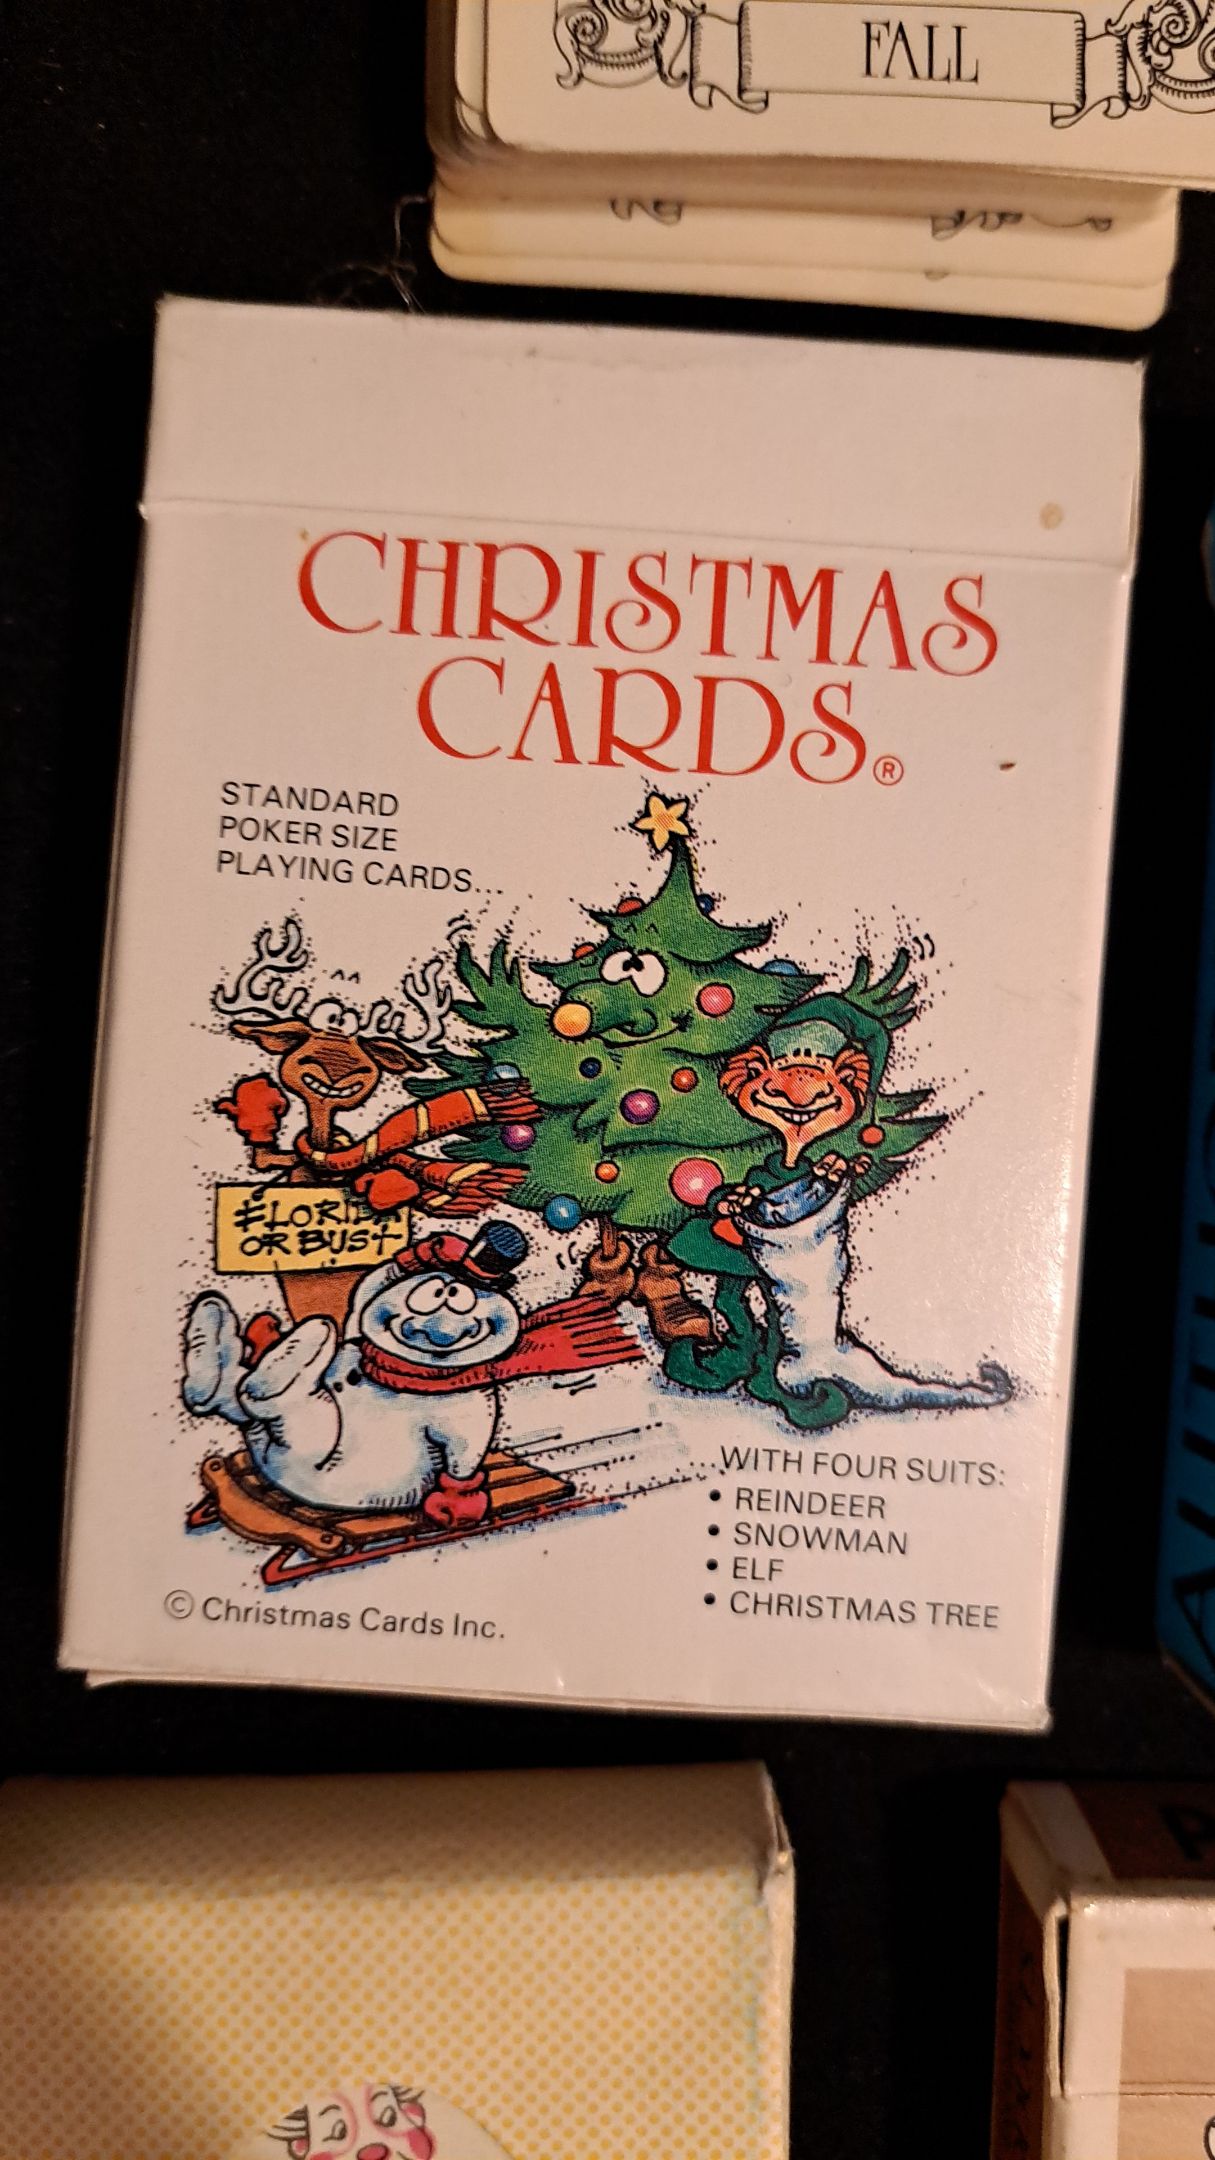 FALL
CHRISTMAS
CARDS®
STANDARD
POKER SIZE
PLAYING CARDS...
FLORIDA
OR BUST
...WITH FOUR SUITS:
• REINDEER
• SNOWMAN
• ELF
• CHRISTMAS TREE
© Christmas Cards Inc.